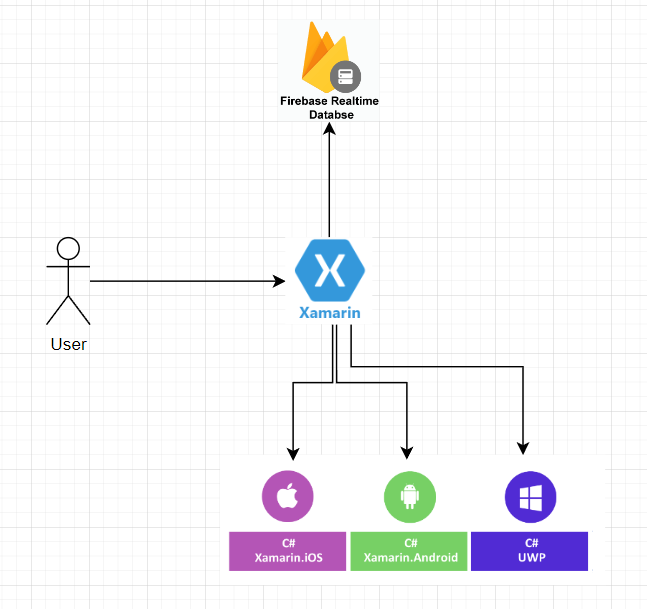 Firebase Realtime
Databse
Xamarin
User
C#
Xamarin.iOS
C#
Xamarin.Android
C#
UWP